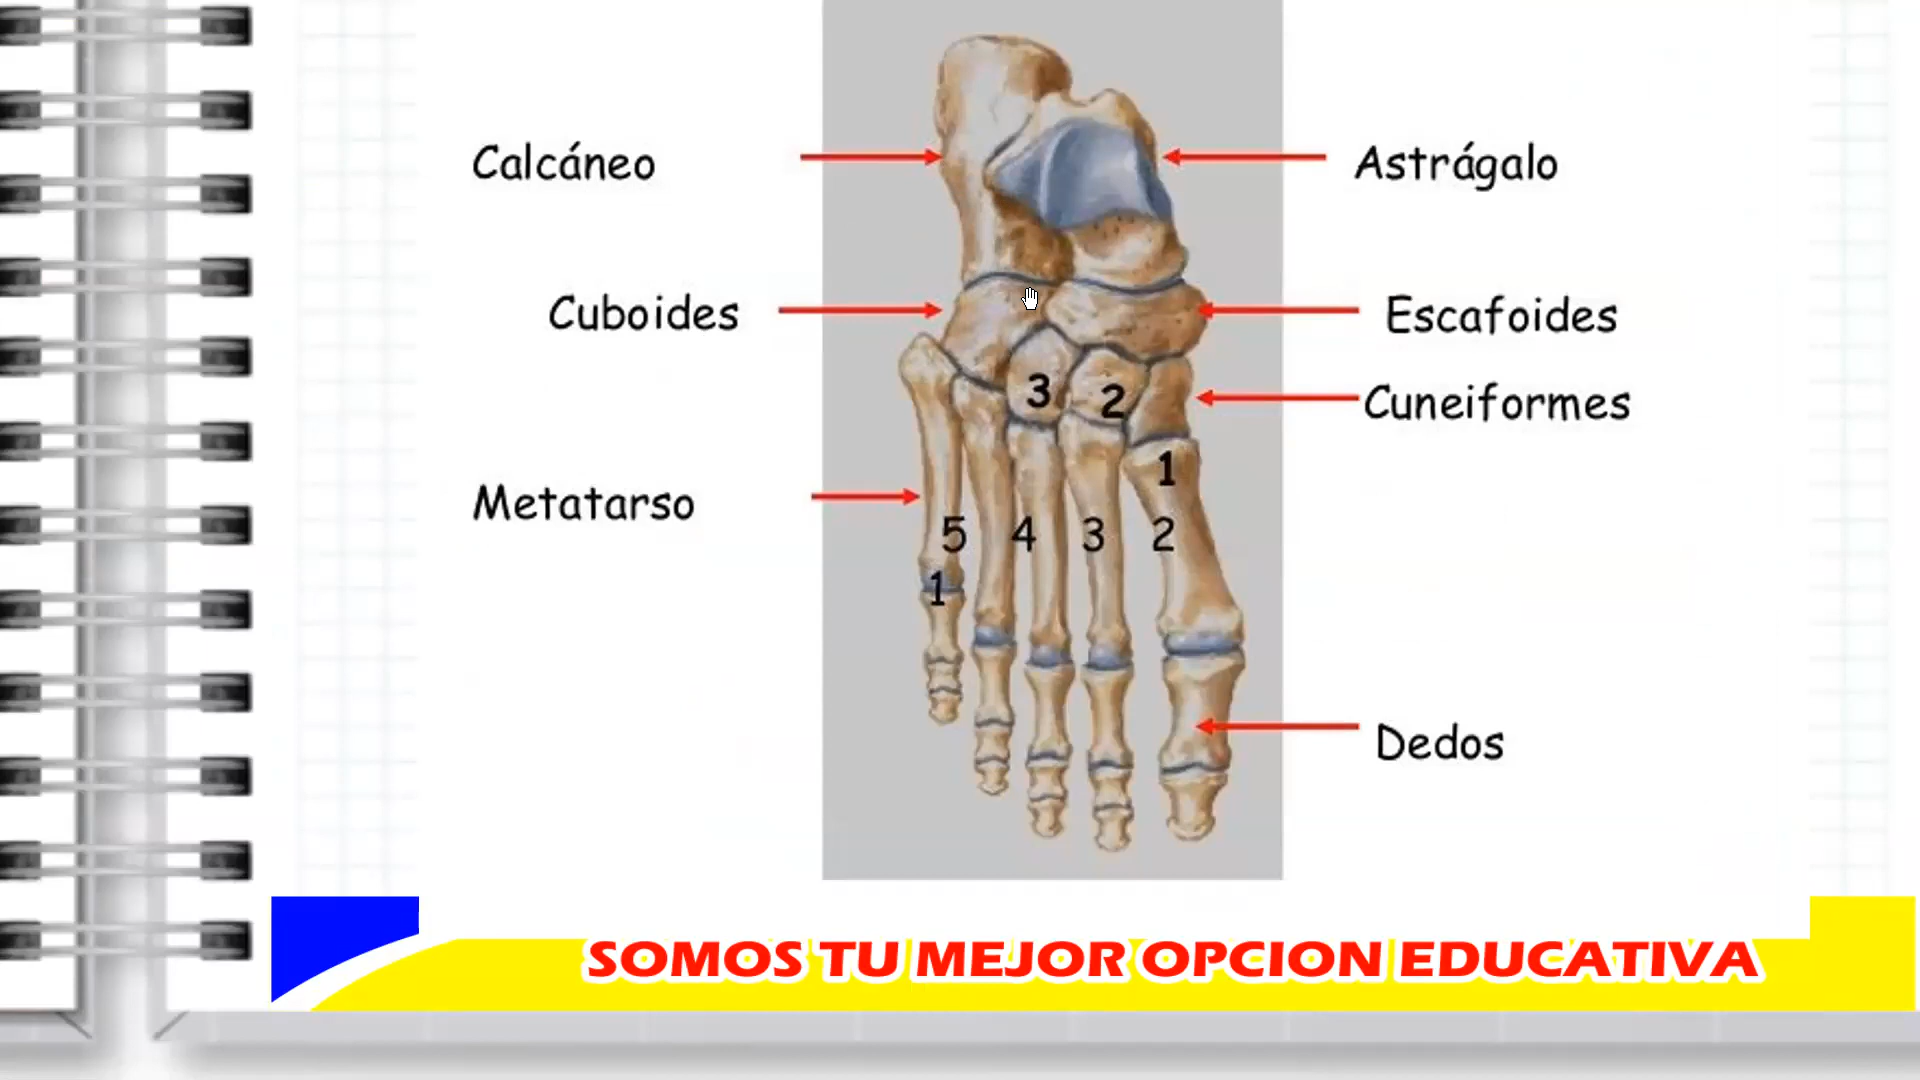 Calcáneo
Astrágalo
Cuboides
Escafoides
3
2
Cuneiformes
1
Metatarso
5 4 3 2
1
Dedos
SOMOS TU MEJOR OPCION EDUCATIVA